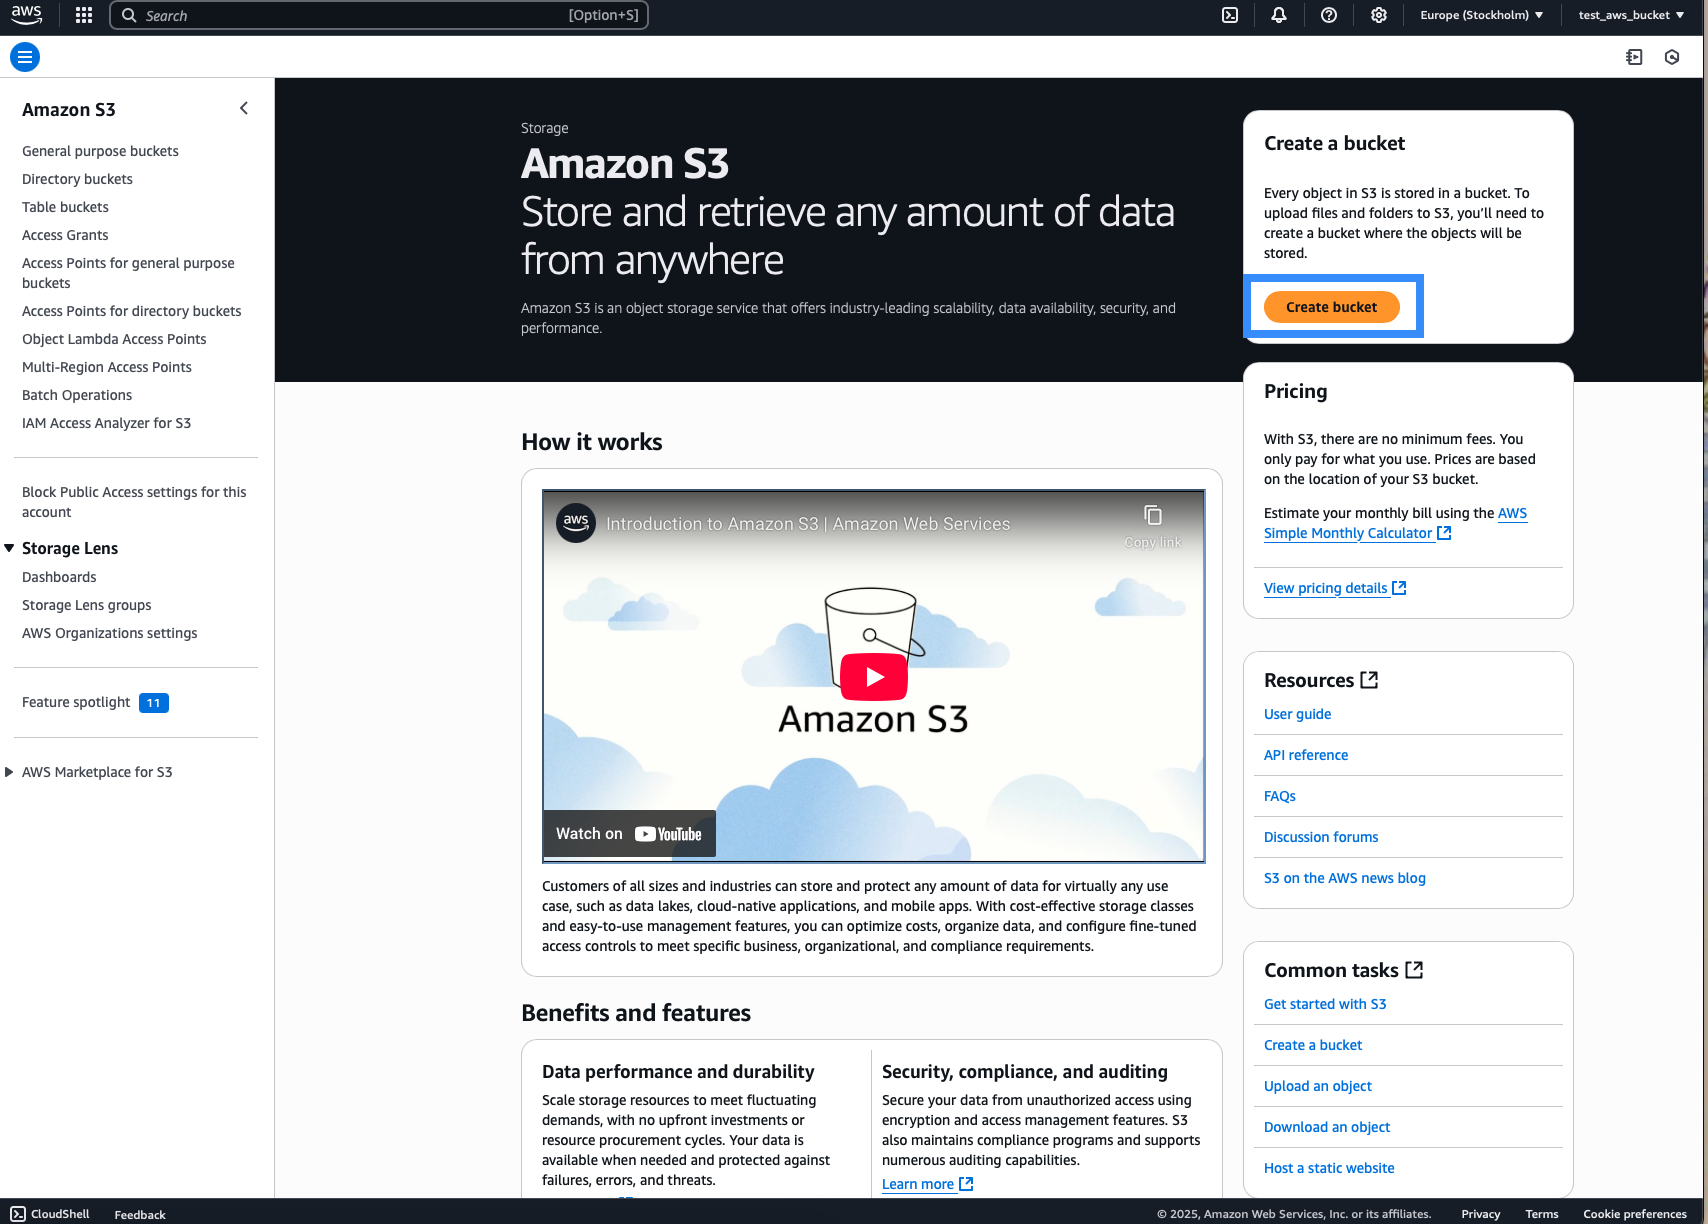 aws
Search
[Option+S]
Europe (Stockholm)
test_aws_bucket
Amazon S3
General purpose buckets
Directory buckets
Table buckets
Access Grants
Access Points for general purpose
buckets
Access Points for directory buckets
Object Lambda Access Points
Multi-Region Access Points
Batch Operations
IAM Access Analyzer for S3
Block Public Access settings for this
account
Storage Lens
Dashboards
Storage Lens groups
AWS Organizations settings
Feature spotlight 11
AWS Marketplace for S3
Storage
Amazon S3
Store and retrieve any amount of data
from anywhere
Amazon S3 is an object storage service that offers industry-leading scalability, data availability, security, and
performance.
Create a bucket
Every object in S3 is stored in a bucket. To
upload files and folders to S3, you'll need to
create a bucket where the objects will be
stored.
Create bucket
How it works
aws
Introduction to Amazon S3 | Amazon Web Services
Copy link
Amazon S3
Watch on YouTube
Customers of all sizes and industries can store and protect any amount of data for virtually any use
case, such as data lakes, cloud-native applications, and mobile apps. With cost-effective storage classes
and easy-to-use management features, you can optimize costs, organize data, and configure fine-tuned
access controls to meet specific business, organizational, and compliance requirements.
Benefits and features
Data performance and durability
Scale storage resources to meet fluctuating
demands, with no upfront investments or
resource procurement cycles. Your data is
available when needed and protected against
failures, errors, and threats.
Security, compliance, and auditing
Secure your data from unauthorized access using
encryption and access management features. S3
also maintains compliance programs and supports
numerous auditing capabilities.
Learn more
Pricing
With S3, there are no minimum fees. You
only pay for what you use. Prices are based
on the location of your S3 bucket.
Estimate your monthly bill using the AWS
Simple Monthly Calculator
View pricing details
Resources
User guide
API reference
FAQs
Discussion forums
S3 on the AWS news blog
Common tasks
Get started with S3
Create a bucket
Upload an object
Download an object
Host a static website
CloudShell
Feedback
© 2025, Amazon Web Services, Inc. or its affiliates.
Privacy
Terms
Cookie preferences